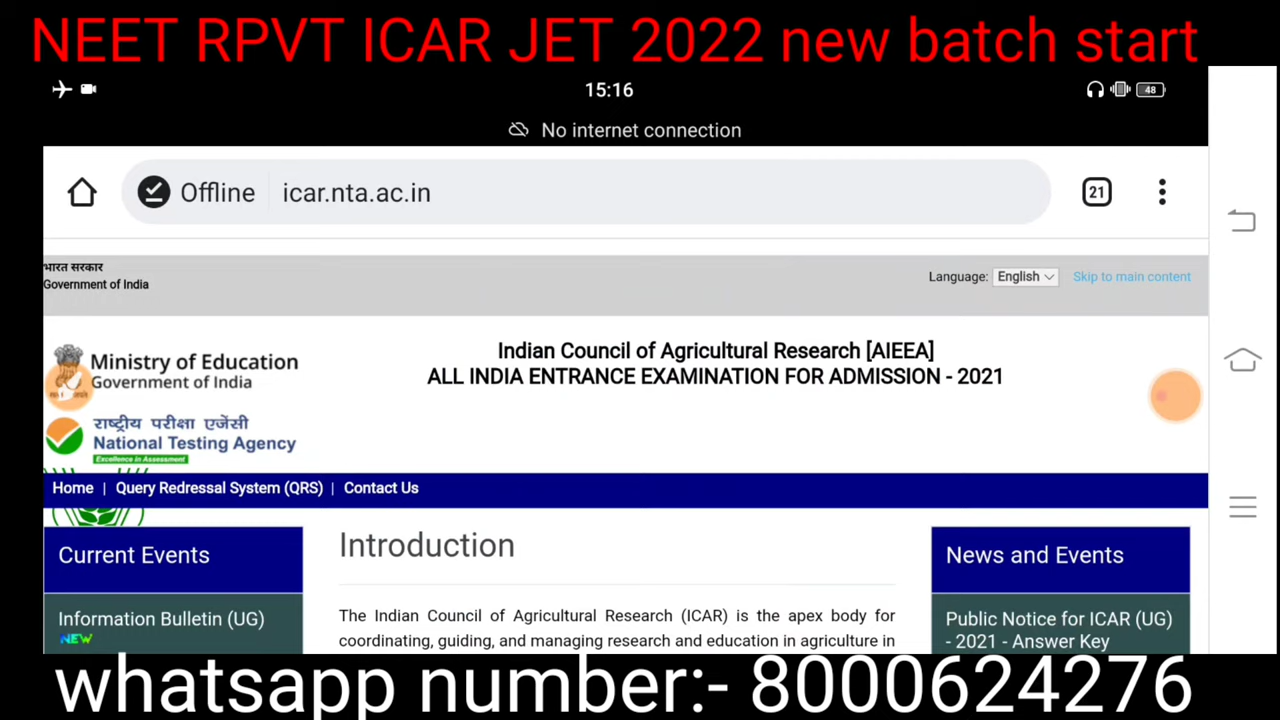 NEET RPVT ICAR JET 2022 new batch start
15:16
48
No internet connection
Offline icar.nta.ac.in
21
भारत सरकार
Government of India
Language: English Skip to main content
Ministry of Education
Government of India
Indian Council of Agricultural Research [AIEEA]
ALL INDIA ENTRANCE EXAMINATION FOR ADMISSION - 2021
राष्ट्रीय परीक्षा एजेंसी
National Testing Agency
Excellence in Assessment
Home | Query Redressal System (QRS) | Contact Us
Current Events
Information Bulletin (UG)
NEW
Introduction
The Indian Council of Agricultural Research (ICAR) is the apex body for
coordinating, guiding, and managing research and education in agriculture in
News and Events
Public Notice for ICAR (UG)
- 2021 - Answer Key
whatsapp number:- 8000624276